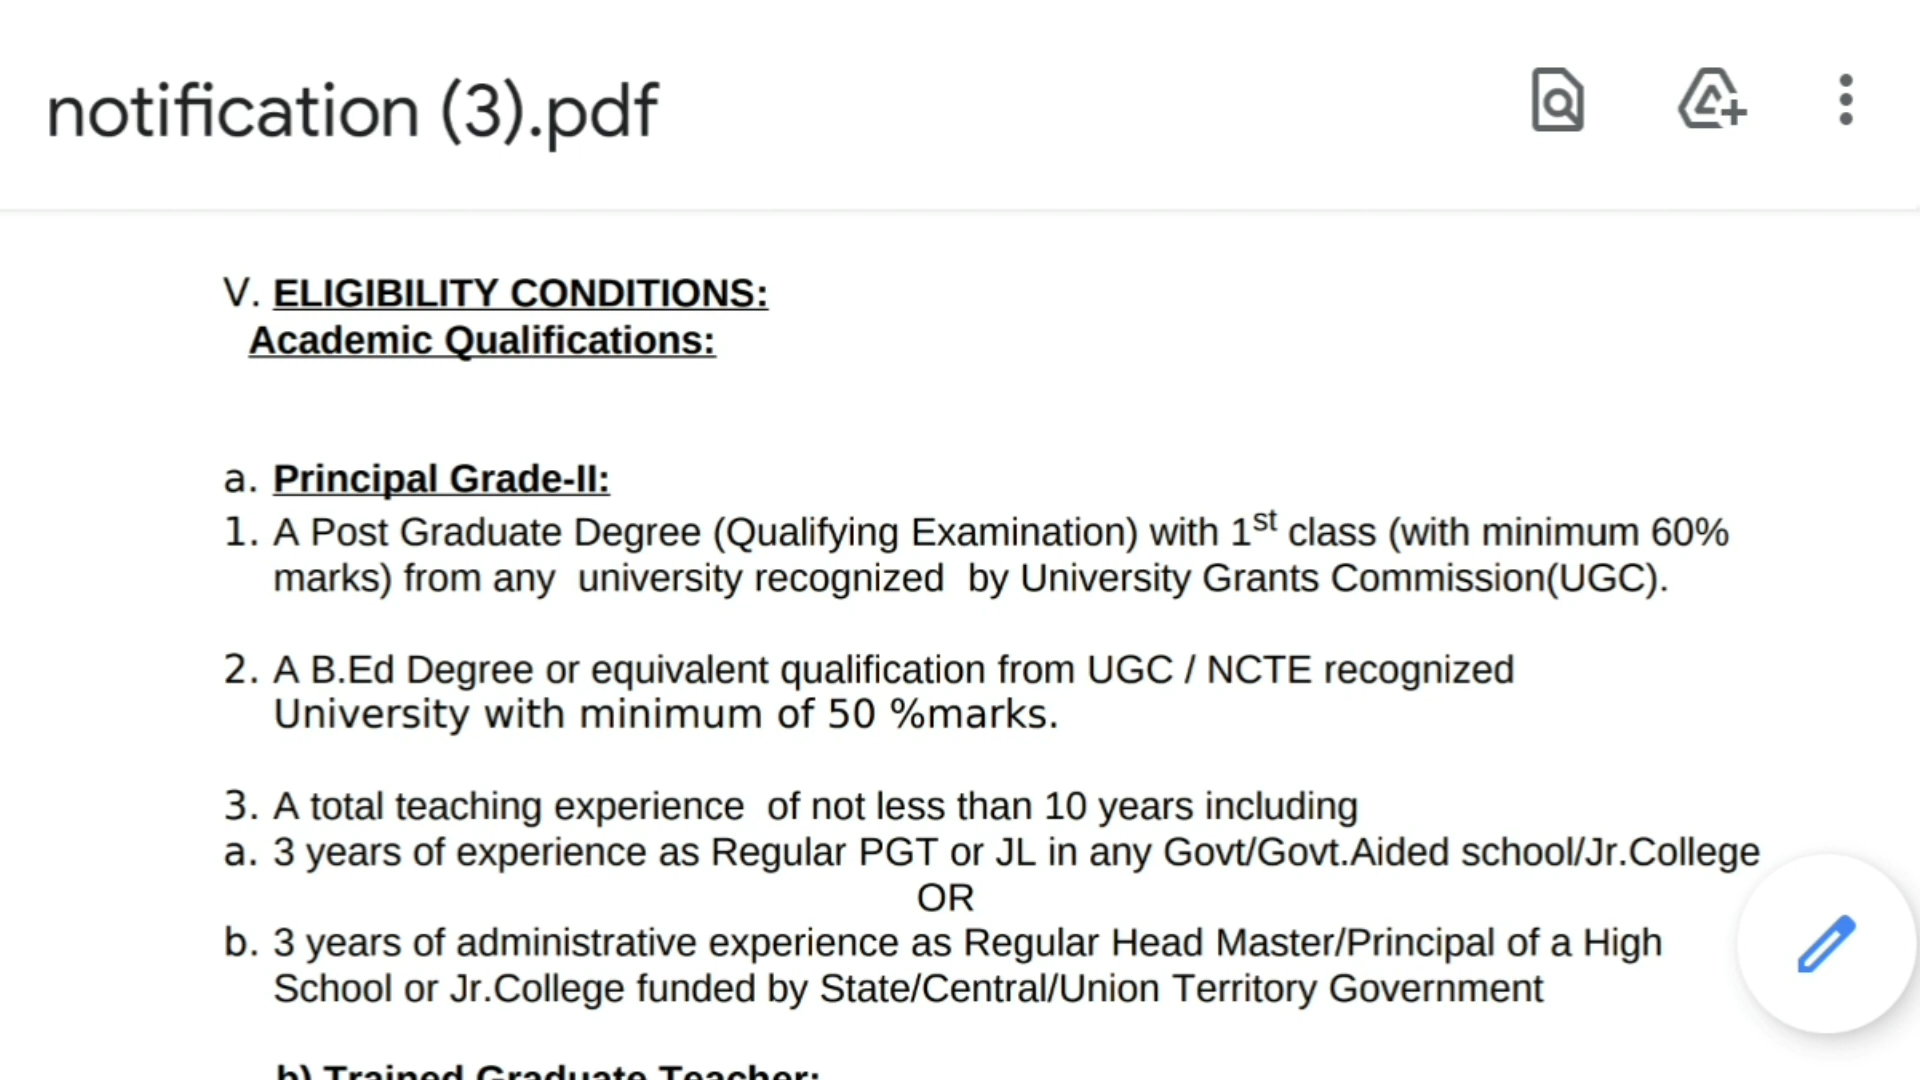 notification (3).pdf
V. ELIGIBILITY CONDITIONS:
Academic Qualifications:
a. Principal Grade-II:
1. A Post Graduate Degree (Qualifying Examination) with 1st class (with minimum 60%
marks) from any  university recognized  by University Grants Commission(UGC).
2. A B.Ed Degree or equivalent qualification from UGC / NCTE recognized
University with minimum of 50 %marks.
3. A total teaching experience  of not less than 10 years including
a. 3 years of experience as Regular PGT or JL in any Govt/Govt.Aided school/Jr.College
OR
b. 3 years of administrative experience as Regular Head Master/Principal of a High
School or Jr.College funded by State/Central/Union Territory Government
b) Trained Graduate Teacher: